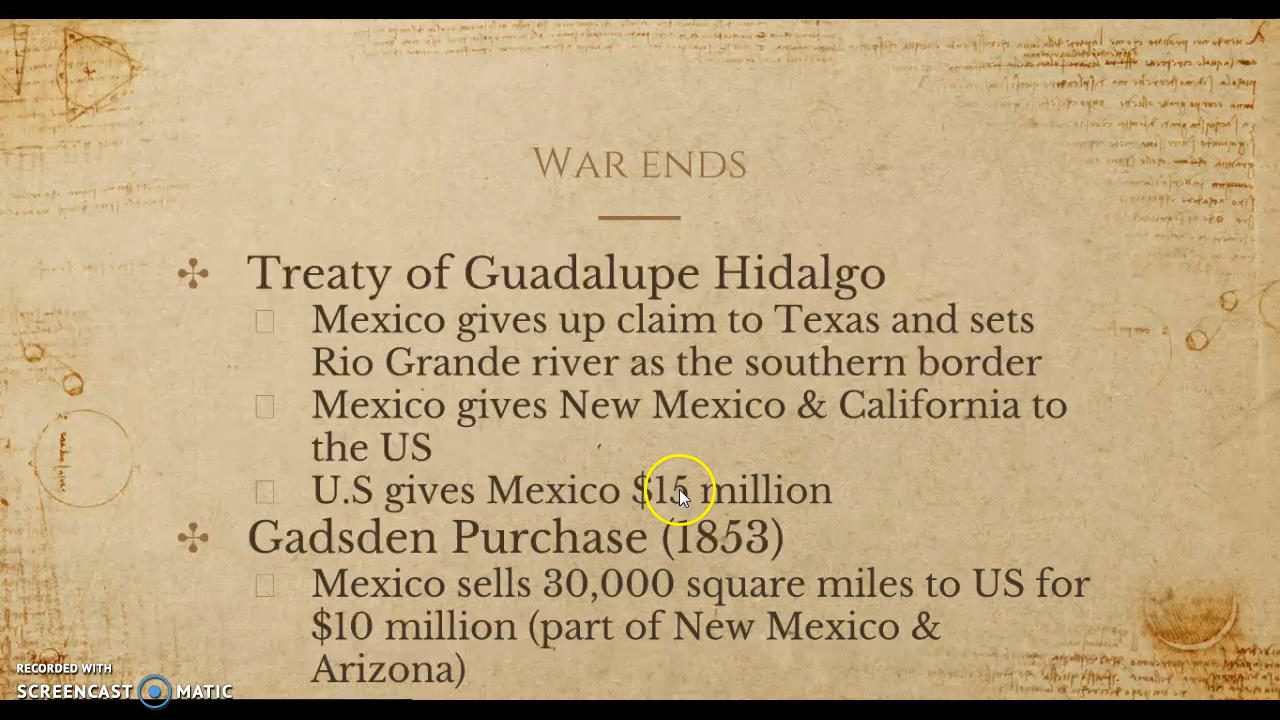 WAR ENDS
Treaty of Guadalupe Hidalgo
Mexico gives up claim to Texas and sets
Rio Grande river as the southern border
Mexico gives New Mexico & California to
the US
U.S gives Mexico $15 million
Gadsden Purchase (1853)
Mexico sells 30,000 square miles to US for
$10 million (part of New Mexico &
Arizona)
RECORDED WITH
SCREENCAST MATIC